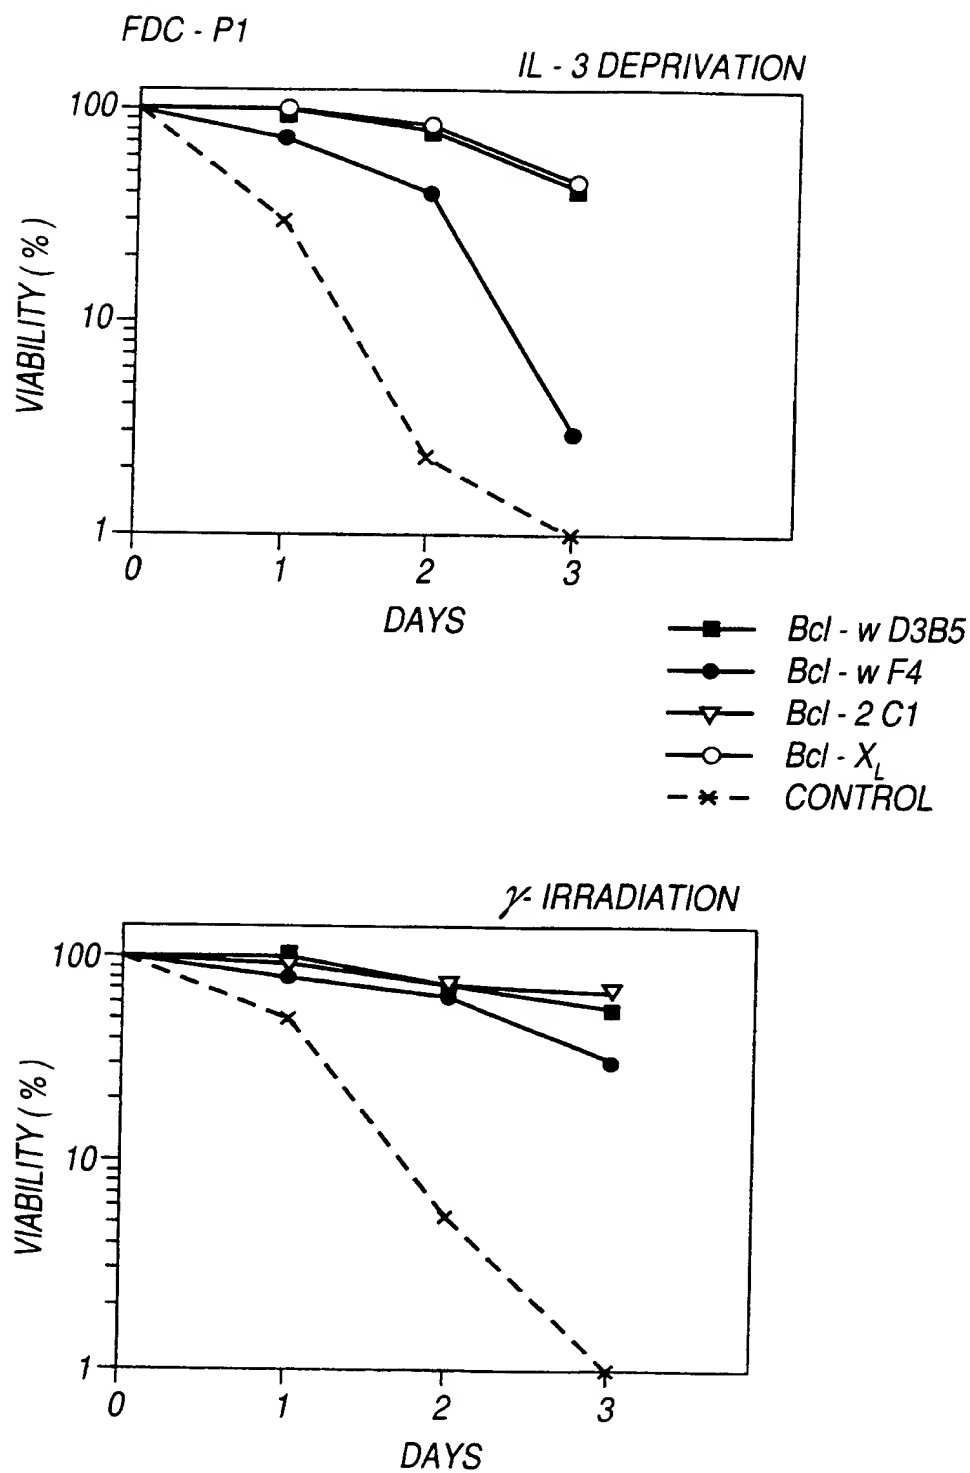 FDC - P1
IL - 3 DEPRIVATION
100
10
1
VIABILITY (%)
0 1 2 3
DAYS
Bcl - w D3B5
Bcl - w F4
Bcl - 2 C1
Bcl - XL
CONTROL
γ- IRRADIATION
100
10
1
VIABILITY (%)
0 1 2 3
DAYS